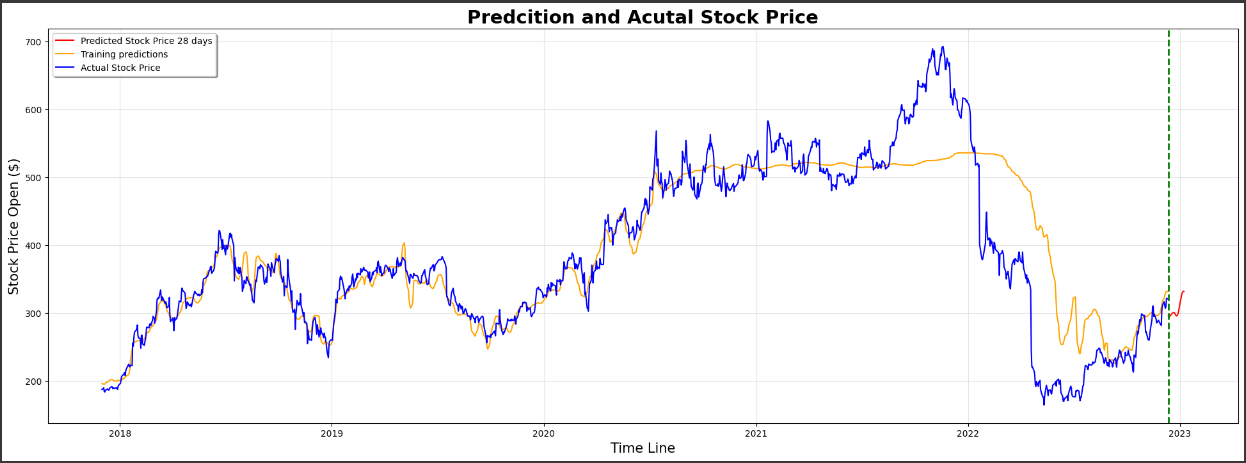 Predcition and Acutal Stock Price
Predicted Stock Price 28 days
Training predictions
Actual Stock Price
Stock Price Open ($)
700
600
500
400
300
200
2018 2019 2020 2021 2022 2023
Time Line